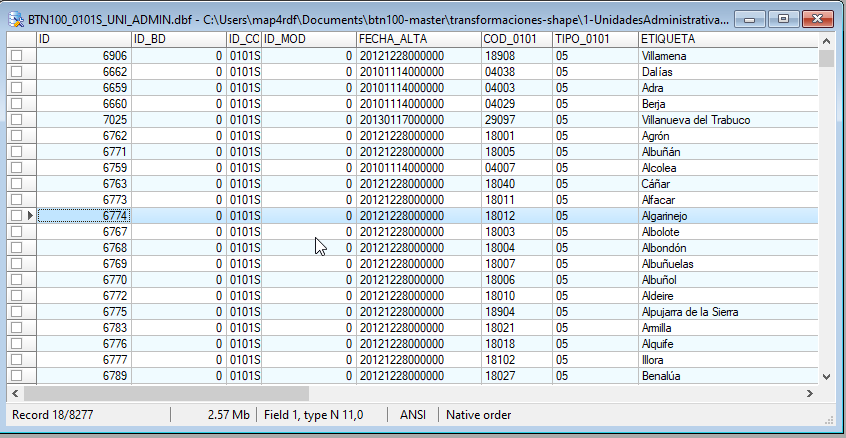 BTN100_0101S_UNI_ADMIN.dbf - C:\Users\map4rdf\Documents\btn100-master\transformaciones-shape\1-UnidadesAdministrativa...
ID ID_BD ID_CC ID_MOD FECHA_ALTA COD_0101 TIPO_0101 ETIQUETA
6906 0 0101S 0 20121228000000 18908 05 Villamena
6662 0 0101S 0 20101114000000 04038 05 Dalías
6659 0 0101S 0 20101114000000 04003 05 Adra
6660 0 0101S 0 20101114000000 04029 05 Berja
7025 0 0101S 0 20130117000000 29097 05 Villanueva del Trabuco
6762 0 0101S 0 20121228000000 18001 05 Agrón
6771 0 0101S 0 20121228000000 18005 05 Albuñán
6759 0 0101S 0 20101114000000 04007 05 Alcolea
6763 0 0101S 0 20121228000000 18040 05 Cáñar
6773 0 0101S 0 20121228000000 18011 05 Alfacar
6774 0 0101S 0 20121228000000 18012 05 Algarinejo
6767 0 0101S 0 20121228000000 18003 05 Albolote
6768 0 0101S 0 20121228000000 18004 05 Albondón
6769 0 0101S 0 20121228000000 18007 05 Albuñuelas
6770 0 0101S 0 20121228000000 18006 05 Albuñol
6772 0 0101S 0 20121228000000 18010 05 Aldeire
6775 0 0101S 0 20121228000000 18904 05 Alpujarra de la Sierra
6783 0 0101S 0 20121228000000 18021 05 Armilla
6776 0 0101S 0 20121228000000 18018 05 Alquife
6777 0 0101S 0 20121228000000 18102 05 Illora
6789 0 0101S 0 20121228000000 18027 05 Benalúa
Record 18/8277 2.57 Mb Field 1, type N 11,0 ANSI Native order